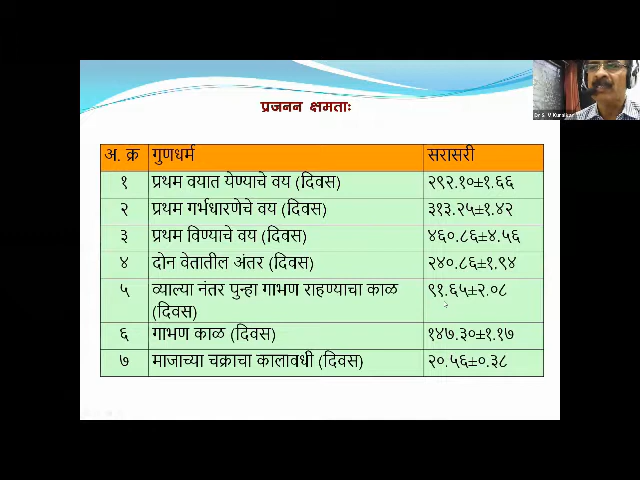 प्रजनन क्षमताः
Dr S. V Kuralkar
अ. क्र गुणधर्म सरासरी
१ प्रथम वयात येण्याचे वय (दिवस) २९२.१०±१.६६
२ प्रथम गर्भधारणेचे वय (दिवस) ३१३.२५±१.४२
३ प्रथम विण्याचे वय (दिवस) ४६०.८६±४.५६
४ दोन वेतातील अंतर (दिवस) २४०.८६±१.९४
५ व्याल्या नंतर पुन्हा गाभण राहण्याचा काळ ९१.६५±२.०८
(दिवस)
६ गाभण काळ (दिवस) १४७.३०±१.१७
७ माजाच्या चक्राचा कालावधी (दिवस) २०.५६±०.३८